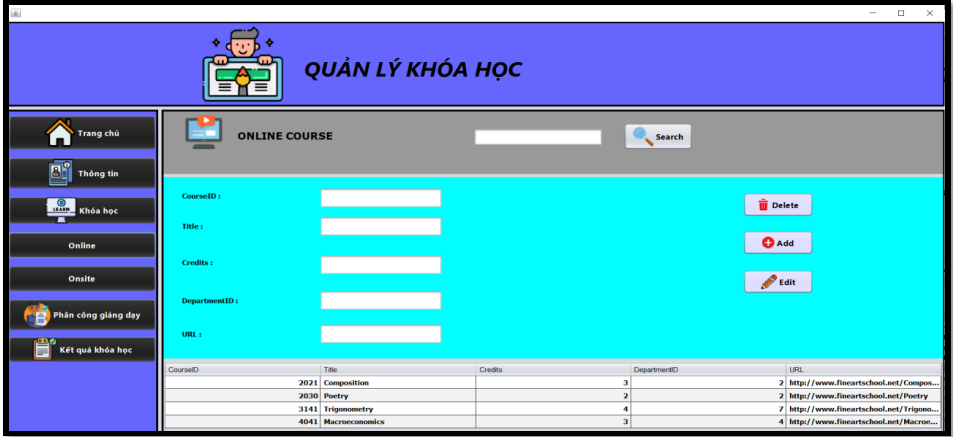 QUẢN LÝ KHÓA HỌC
Trang chủ
Thông tin
LEARN
Khóa học
Online
Onsite
Phân công giảng dạy
Kết quả khóa học
ONLINE COURSE
Search
CourseID :
Title :
Credits :
DepartmentID :
URL :
Delete
Add
Edit
CourseID Title Credits DepartmentID URL
2021 Composition 3 2 http://www.fineartschool.net/Compos...
2030 Poetry 2 2 http://www.fineartschool.net/Poetry
3141 Trigonometry 4 7 http://www.fineartschool.net/Trigono...
4041 Macroeconomics 3 4 http://www.fineartschool.net/Macroe...